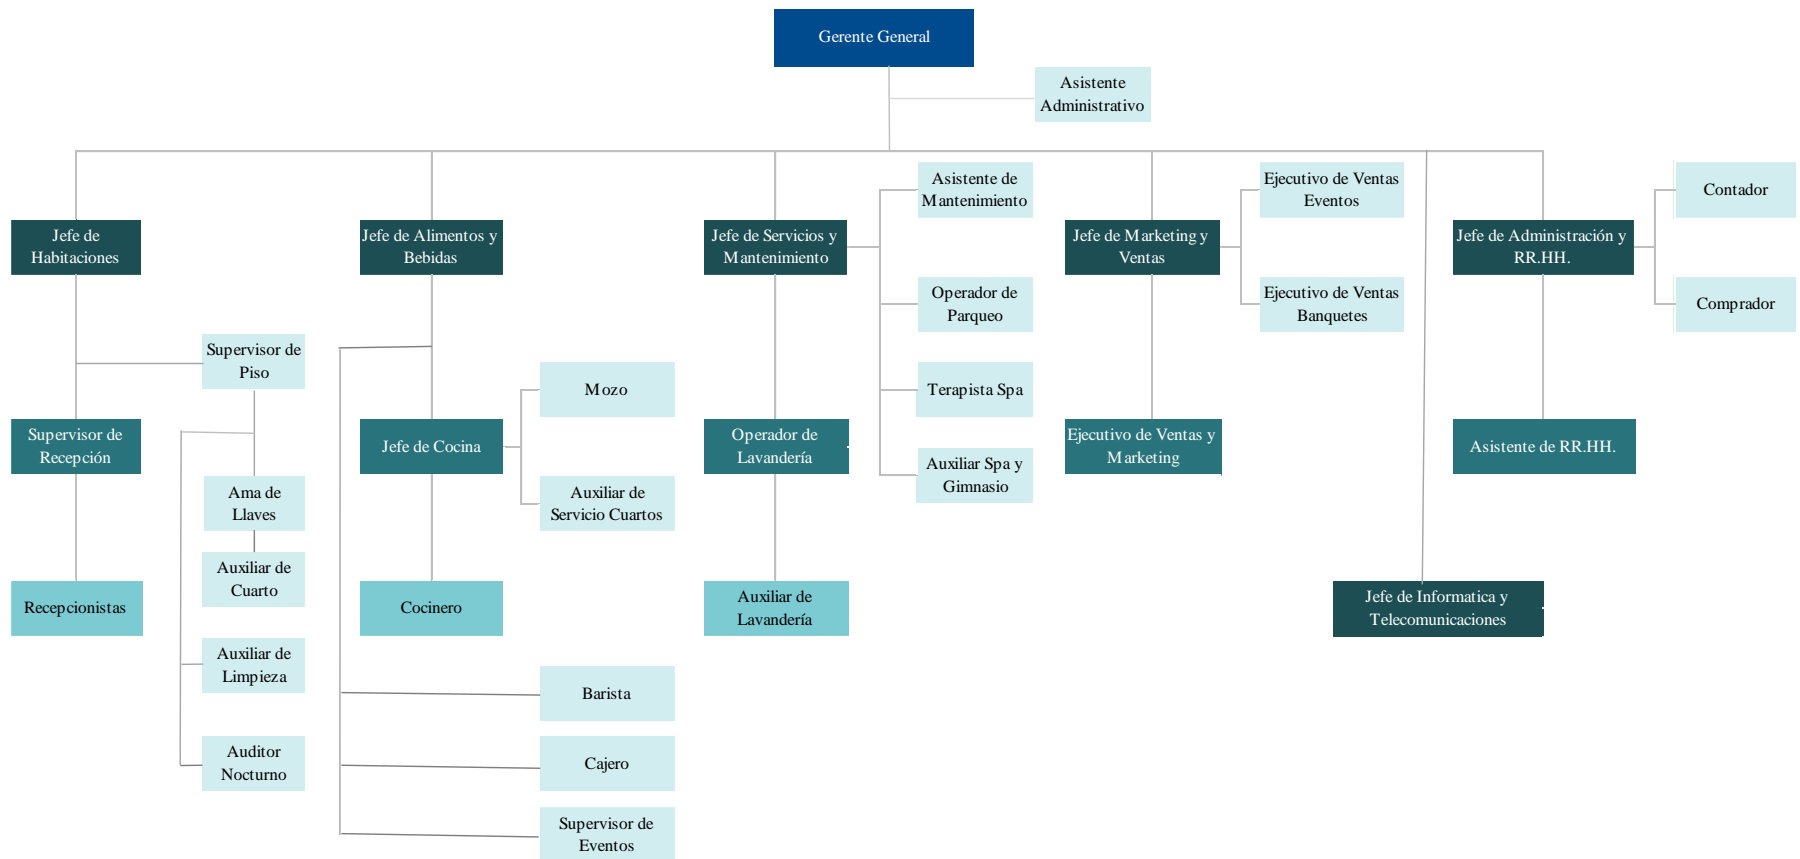 Gerente General
Asistente
Administrativo
Asistente de
Mantenimiento
Ejecutivo de Ventas
Eventos
Contador
Jefe de
Habitaciones
Jefe de Alimentos y
Bebidas
Jefe de Servicios y
Mantenimiento
Jefe de Marketing y
Ventas
Jefe de Administración y
RR.HH.
Operador de
Parqueo
Ejecutivo de Ventas
Banquetes
Comprador
Supervisor de
Piso
Mozo
Terapista Spa
Supervisor de
Recepción
Jefe de Cocina
Operador de
Lavandería
Ejecutivo de Ventas y
Marketing
Asistente de RR.HH.
Auxiliar Spa y
Gimnasio
Ama de
Llaves
Auxiliar de
Servicio Cuartos
Auxiliar de
Cuarto
Recepcionistas
Cocinero
Auxiliar de
Lavandería
Jefe de Informatica y
Telecomunicaciones
Auxiliar de
Limpieza
Barista
Auditor
Nocturno
Cajero
Supervisor de
Eventos